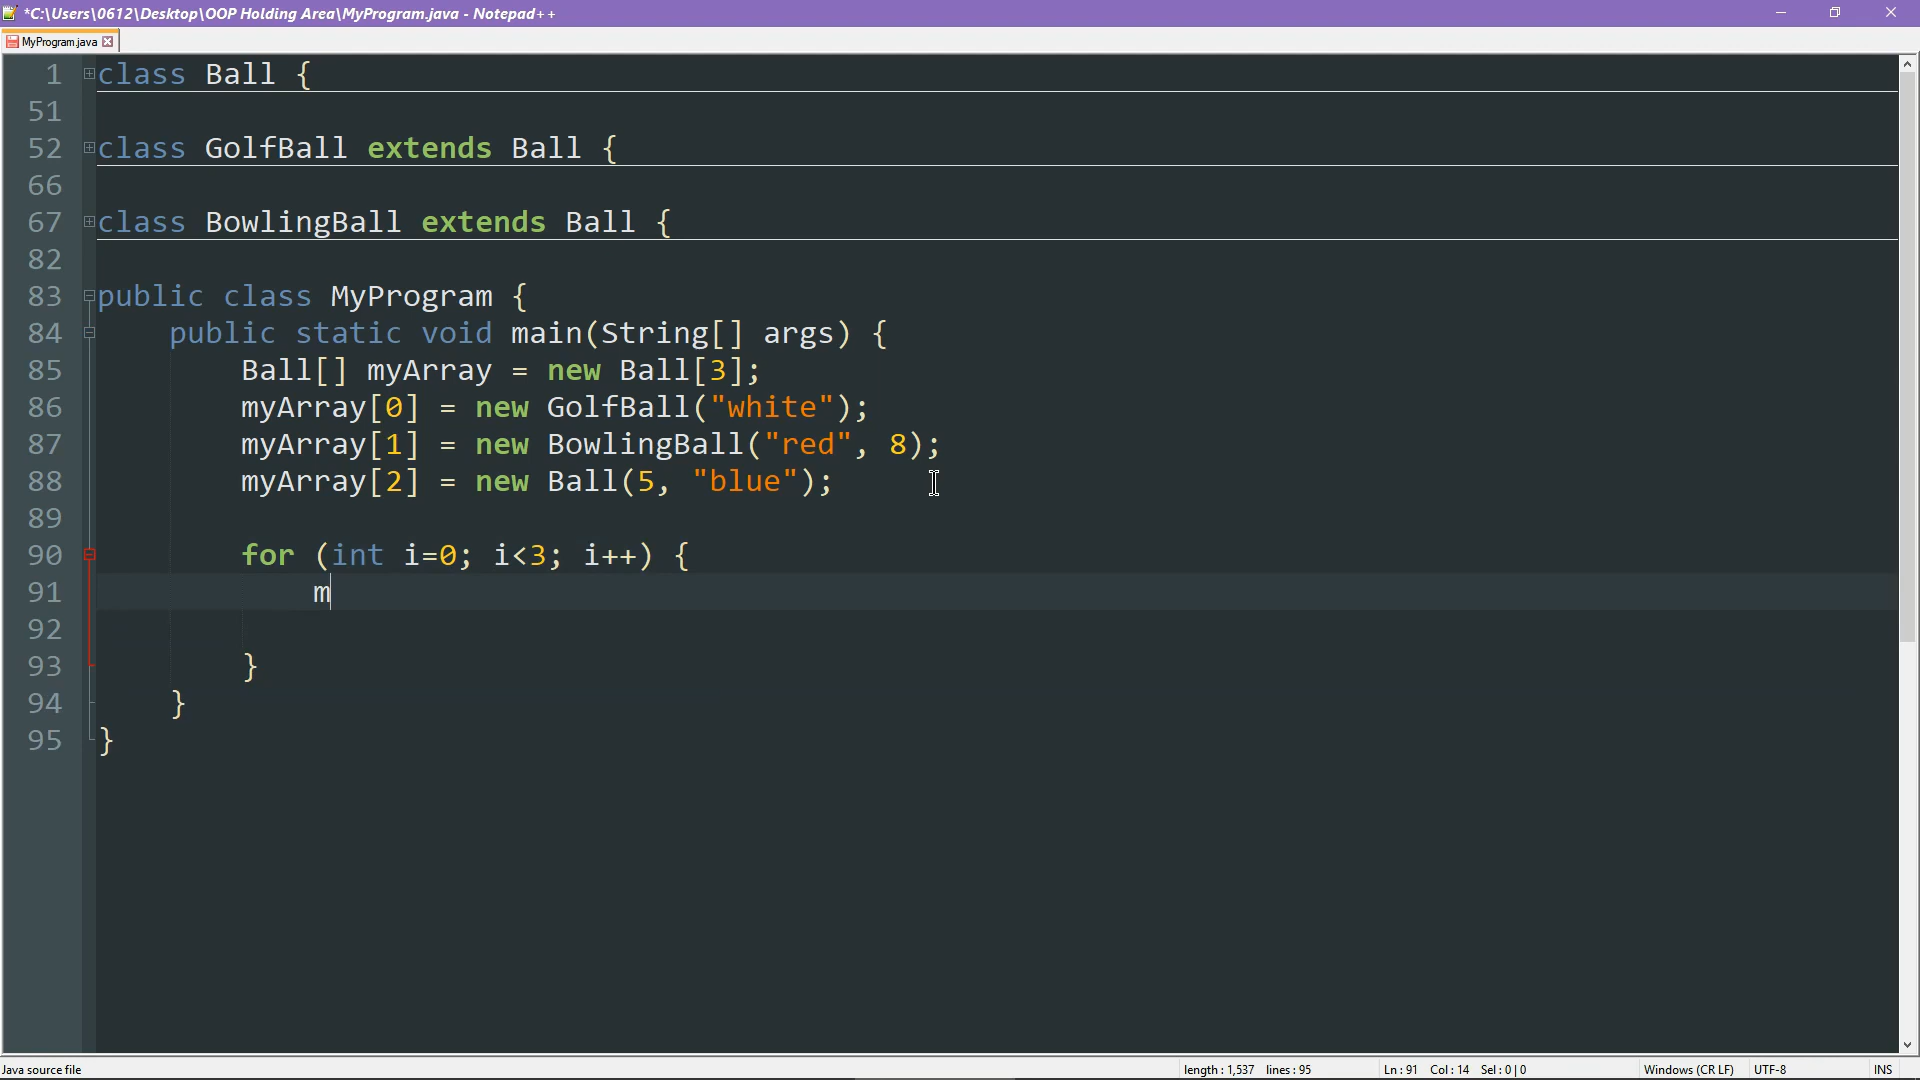 *C:\Users\0612\Desktop\OOP Holding Area\MyProgram.java - Notepad++
MyProgram.java
1 class Ball {
51
52 class GolfBall extends Ball {
66
67 class BowlingBall extends Ball {
82
83 public class MyProgram {
84 public static void main(String[] args) {
85 Ball[] myArray = new Ball[3];
86 myArray[0] = new GolfBall("white");
87 myArray[1] = new BowlingBall("red", 8);
88 myArray[2] = new Ball(5, "blue");
89
90 for (int i=0; i<3; i++) {
91 m
92
93 }
94 }
95 }
Java source file length : 1,537 lines : 95 Ln : 91 Col : 14 Sel : 0 | 0 Windows (CR LF) UTF-8 INS